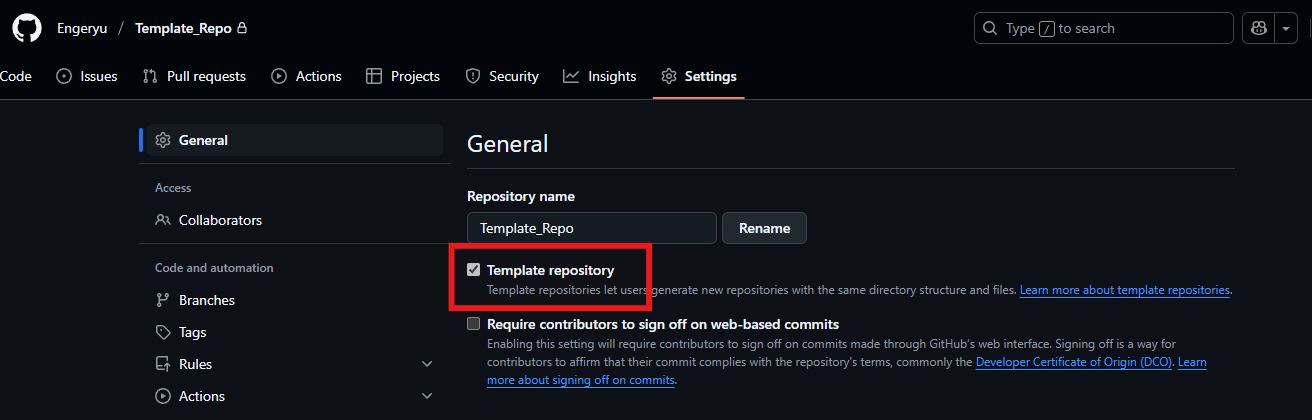 Engeryu / Template_Repo
Type / to search
Code Issues Pull requests Actions Projects Security Insights Settings
General
Access
Collaborators
Code and automation
Branches
Tags
Rules
Actions
General
Repository name
Template_Repo Rename
Template repository
Template repositories let users generate new repositories with the same directory structure and files. Learn more about template repositories.
Require contributors to sign off on web-based commits
Enabling this setting will require contributors to sign off on commits made through GitHub's web interface. Signing off is a way for
contributors to affirm that their commit complies with the repository's terms, commonly the Developer Certificate of Origin (DCO). Learn
more about signing off on commits.